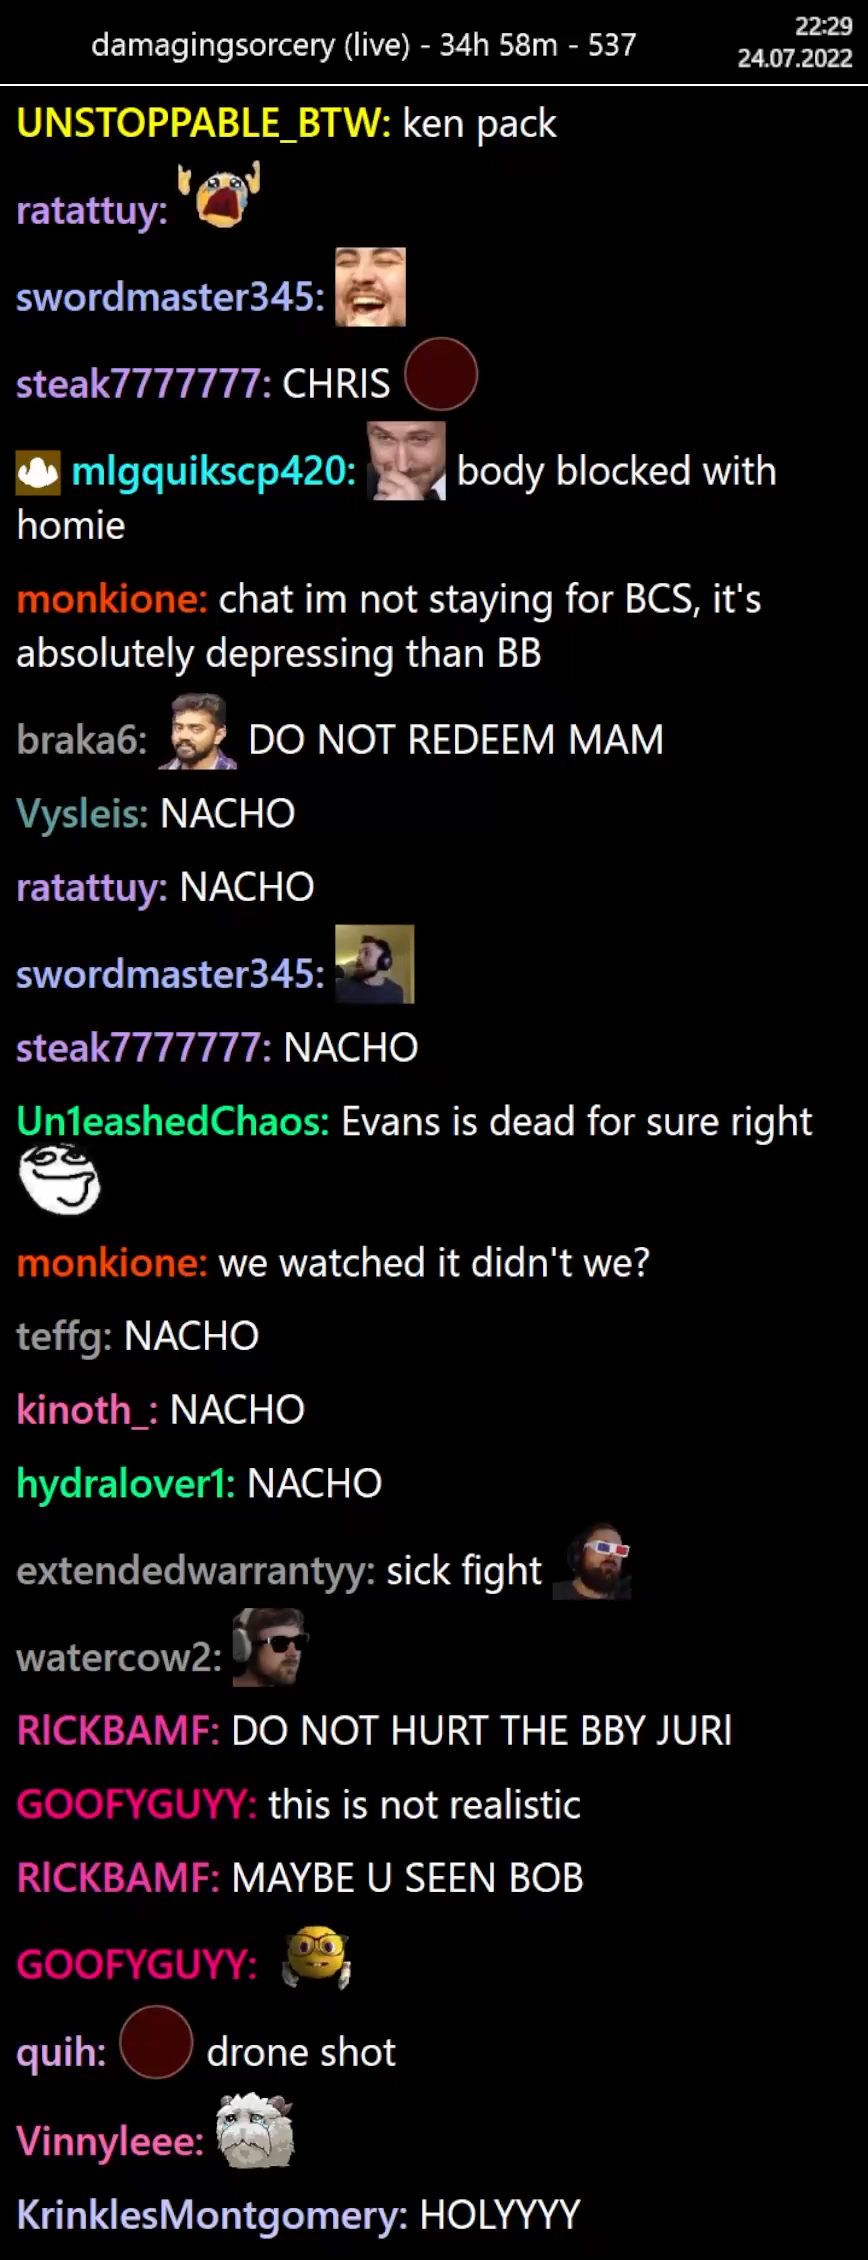 damagingsorcery (live) - 34h 58m - 537
22:29
24.07.2022
UNSTOPPABLE_BTW: ken pack
ratattuy:
swordmaster345:
steak7777777: CHRIS
mlgquikscp420: body blocked with
homie
monkione: chat im not staying for BCS, it's
absolutely depressing than BB
braka6: DO NOT REDEEM MAM
Vysleis: NACHO
ratattuy: NACHO
swordmaster345:
steak7777777: NACHO
Un1eashedChaos: Evans is dead for sure right
monkione: we watched it didn't we?
teffg: NACHO
kinoth_: NACHO
hydralover1: NACHO
extendedwarrantyy: sick fight
watercow2:
RlCKBAMF: DO NOT HURT THE BBY JURl
GOOFYGUYY: this is not realistic
RlCKBAMF: MAYBE U SEEN BOB
GOOFYGUYY:
quih: drone shot
Vinnyleee:
KrinklesMontgomery: HOLYYYY